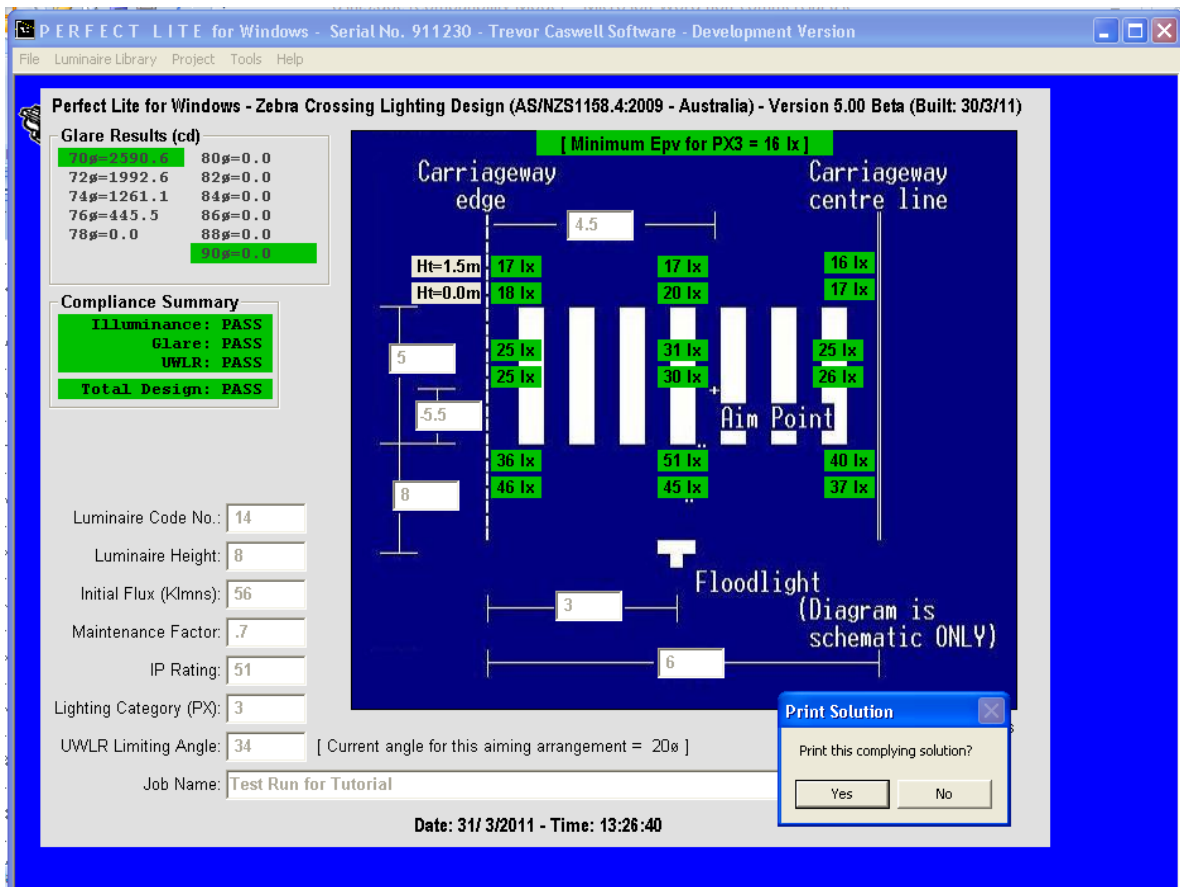 PERFECT LITE for Windows - Serial No. 911230 - Trevor Caswell Software - Development Version
File Luminaire Library Project Tools Help
Perfect Lite for Windows - Zebra Crossing Lighting Design (AS/NZS1158.4:2009 - Australia) - Version 5.00 Beta (Built: 30/3/11)
Glare Results (cd)
70ø=2590.6 80ø=0.0
72ø=1992.6 82ø=0.0
74ø=1261.1 84ø=0.0
76ø=445.5 86ø=0.0
78ø=0.0 88ø=0.0
90ø=0.0
Compliance Summary
Illuminance: PASS
Glare: PASS
UWLR: PASS
Total Design: PASS
[ Minimum Epv for PX3 = 16 lx ]
Carriageway
edge
Carriageway
centre line
4.5
Ht=1.5m 17 lx 17 lx 16 lx
Ht=0.0m 18 lx 20 lx 17 lx
5
25 lx 31 lx 25 lx
25 lx 30 lx 26 lx
-5.5
Aim Point
36 lx 51 lx 40 lx
46 lx 45 lx 37 lx
8
Floodlight
3
(Diagram is
schematic ONLY)
6
Luminaire Code No.: 14
Luminaire Height: 8
Initial Flux (Klmns): 56
Maintenance Factor: .7
IP Rating: 51
Lighting Category (PX): 3
UWLR Limiting Angle: 34 [ Current angle for this aiming arrangement = 20ø ]
Job Name: Test Run for Tutorial
Date: 31/ 3/2011 - Time: 13:26:40
Print Solution
Print this complying solution?
Yes No